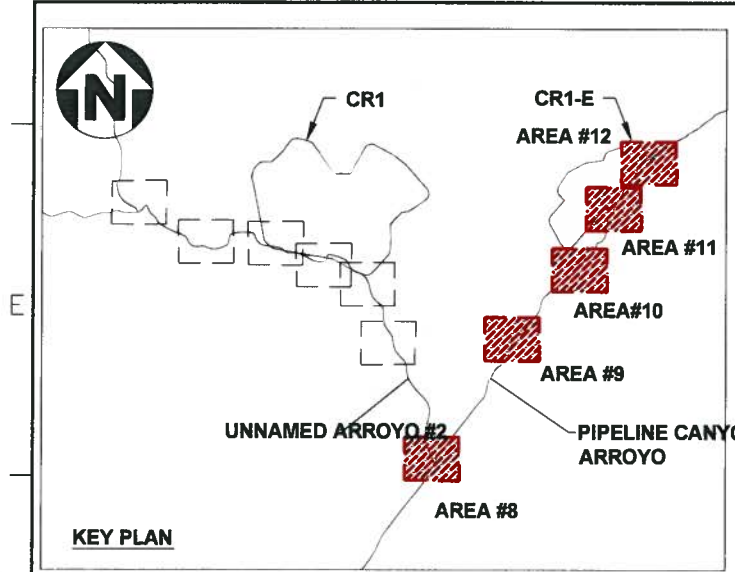 N
CR1
CR1-E
AREA #12
AREA #11
AREA#10
AREA #9
UNNAMED ARROYO #2
PIPELINE CANYO
ARROYO
AREA #8
KEY PLAN
E